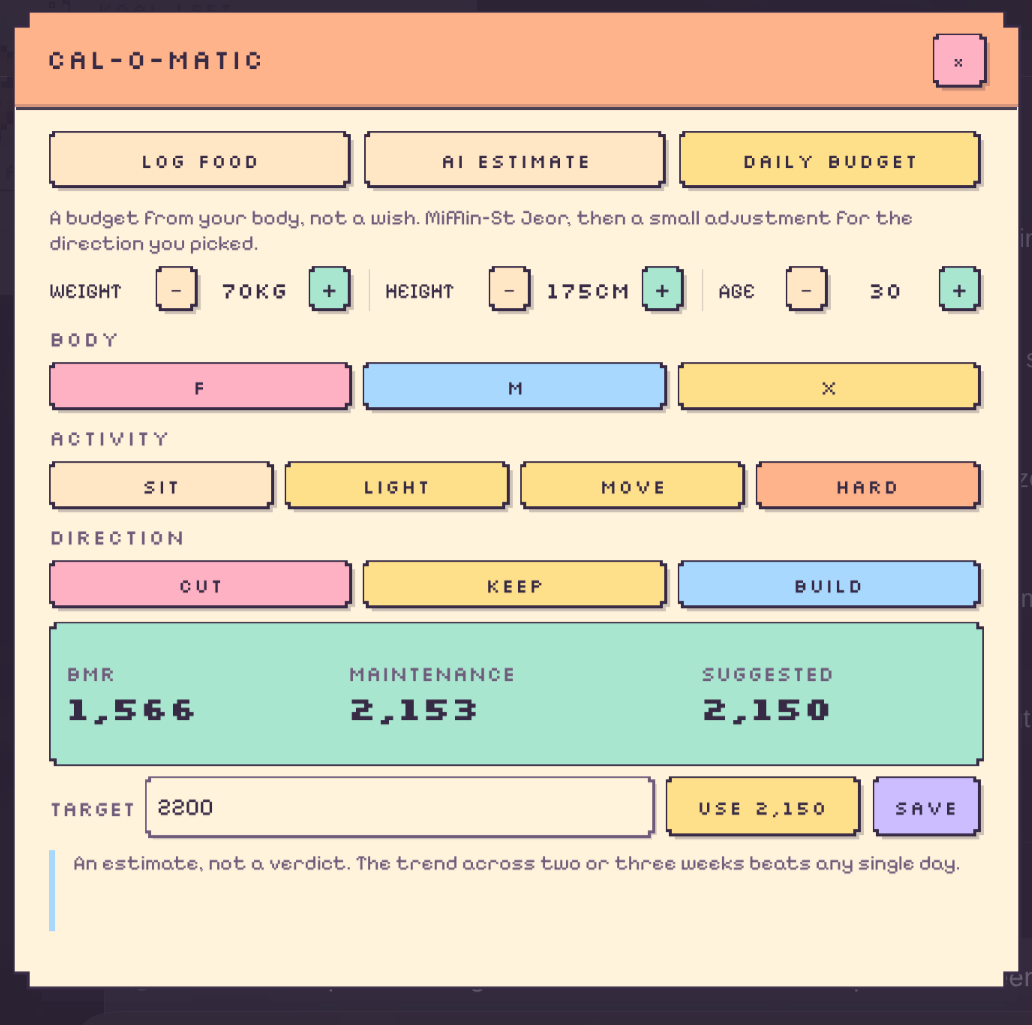 CAL-O-MATIC
x
LOG FOOD
AI ESTIMATE
DAILY BUDGET
A budget from your body, not a wish. Mifflin-St Jeor, then a small adjustment for the
direction you picked.
WEIGHT - 70KG + HEIGHT - 175CM + AGE - 30 +
BODY
F
M
X
ACTIVITY
SIT
LIGHT
MOVE
HARD
DIRECTION
CUT
KEEP
BUILD
BMR
1,566
MAINTENANCE
2,153
SUGGESTED
2,150
TARGET
2200
USE 2,150
SAVE
An estimate, not a verdict. The trend across two or three weeks beats any single day.